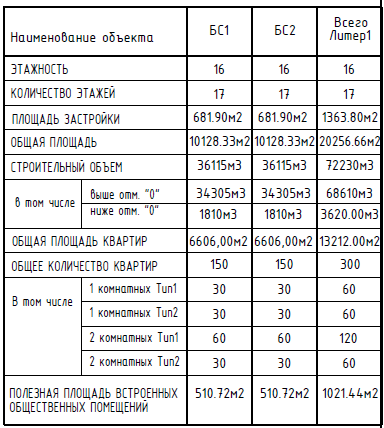 Наименование объекта БС1 БС2 Всего Литер1
ЭТАЖНОСТЬ 16 16 16
КОЛИЧЕСТВО ЭТАЖЕЙ 17 17 17
ПЛОЩАДЬ ЗАСТРОЙКИ 681.90м2 681.90м2 1363.80м2
ОБЩАЯ ПЛОЩАДЬ 10128.33м2 10128.33м2 20256.66м2
СТРОИТЕЛЬНЫЙ ОБЪЕМ 36115м3 36115м3 72230м3
в том числе
выше отм. "0" 34305м3 34305м3 68610м3
ниже отм. "0" 1810м3 1810м3 3620.00м3
ОБЩАЯ ПЛОЩАДЬ КВАРТИР 6606,00м2 6606,00м2 13212.00м2
ОБЩЕЕ КОЛИЧЕСТВО КВАРТИР 150 150 300
В том числе
1 комнатных Тип1 30 30 60
1 комнатных Тип2 30 30 60
2 комнатных Тип1 60 60 120
2 комнатных Тип2 30 30 60
ПОЛЕЗНАЯ ПЛОЩАДЬ ВСТРОЕННЫХ
ОБЩЕСТВЕННЫХ ПОМЕЩЕНИЙ 510.72м2 510.72м2 1021.44м2